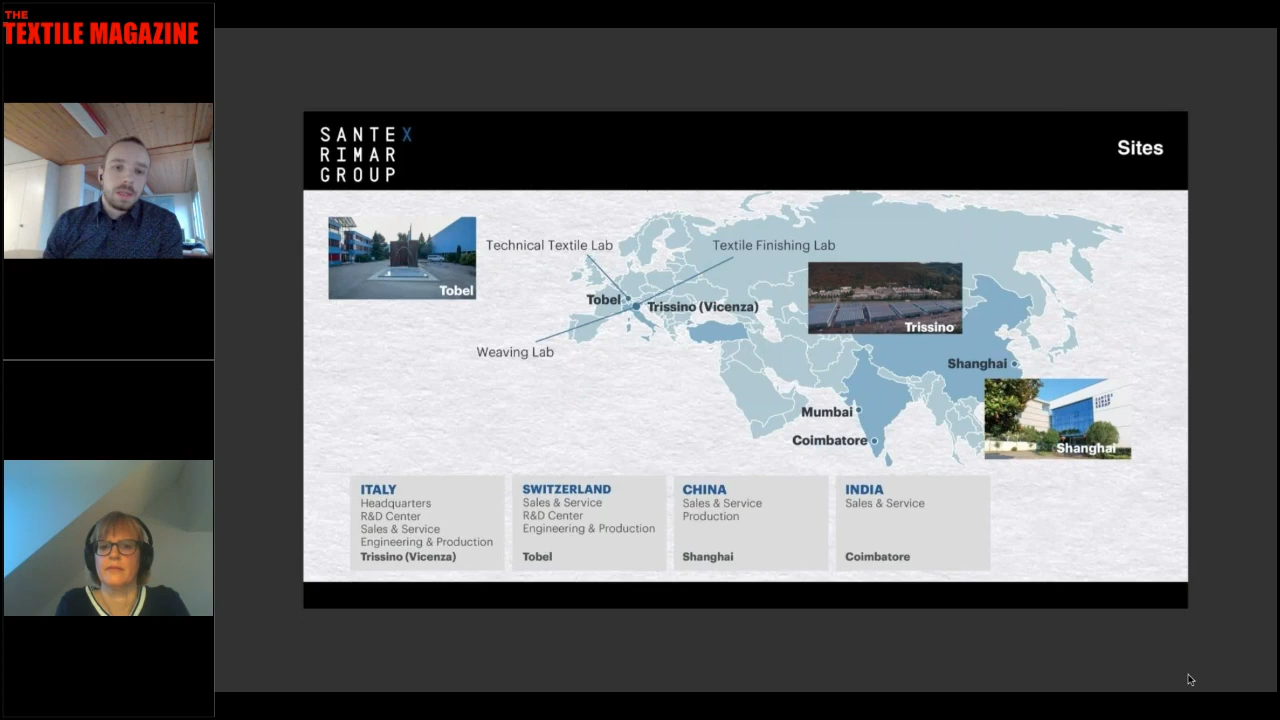 THE
TEXTILE MAGAZINE
SANTEX
RIMAR
GROUP
Sites
Technical Textile Lab
Textile Finishing Lab
Tobel
Tobel
Trissino (Vicenza)
Trissino
Weaving Lab
Shanghai
Mumbai
Coimbatore
Shanghai
ITALY
Headquarters
R&D Center
Sales & Service
Engineering & Production
Trissino (Vicenza)
SWITZERLAND
Sales & Service
R&D Center
Engineering & Production
Tobel
CHINA
Sales & Service
Production
Shanghai
INDIA
Sales & Service
Coimbatore